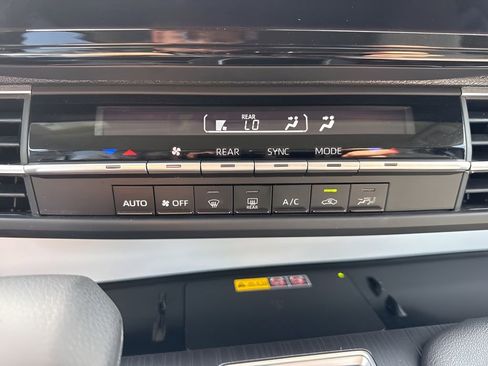 REAR
LO
REAR SYNC MODE
AUTO OFF REAR A/C